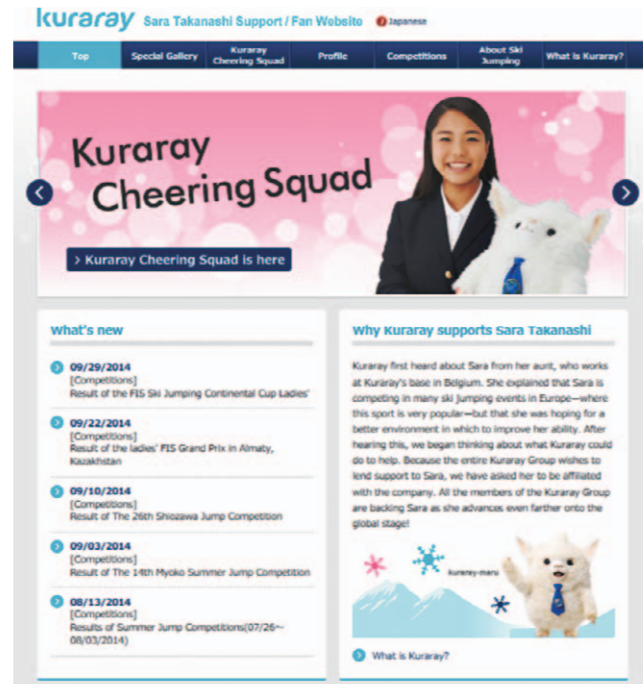 kuraray Sara Takanashi Support / Fan Website Japanese
Top
Special Gallery
Kuraray
Cheering Squad
Profile
Competitions
About Ski
Jumping
What is Kuraray?
Kuraray
Cheering Squad
> Kuraray Cheering Squad is here
What's new
09/29/2014
[Competitions]
Result of the FIS Ski Jumping Continental Cup Ladies'
09/22/2014
[Competitions]
Result of the ladies' FIS Grand Prix in Almaty,
Kazakhstan
09/10/2014
[Competitions]
Result of The 26th Shiozawa Jump Competition
09/03/2014
[Competitions]
Result of The 14th Myoko Summer Jump Competition
08/13/2014
[Competitions]
Results of Summer Jump Competitions(07/26~
08/03/2014)
Why Kuraray supports Sara Takanashi
Kuraray first heard about Sara from her aunt, who works
at Kuraray's base in Belgium. She explained that Sara is
competing in many ski jumping events in Europe—where
this sport is very popular—but that she was hoping for a
better environment in which to improve her ability. After
hearing this, we began thinking about what Kuraray could
do to help. Because the entire Kuraray Group wishes to
lend support to Sara, we have asked her to be affiliated
with the company. All the members of the Kuraray Group
are backing Sara as she advances even farther onto the
global stage!
kuraray-maru
What is Kuraray?